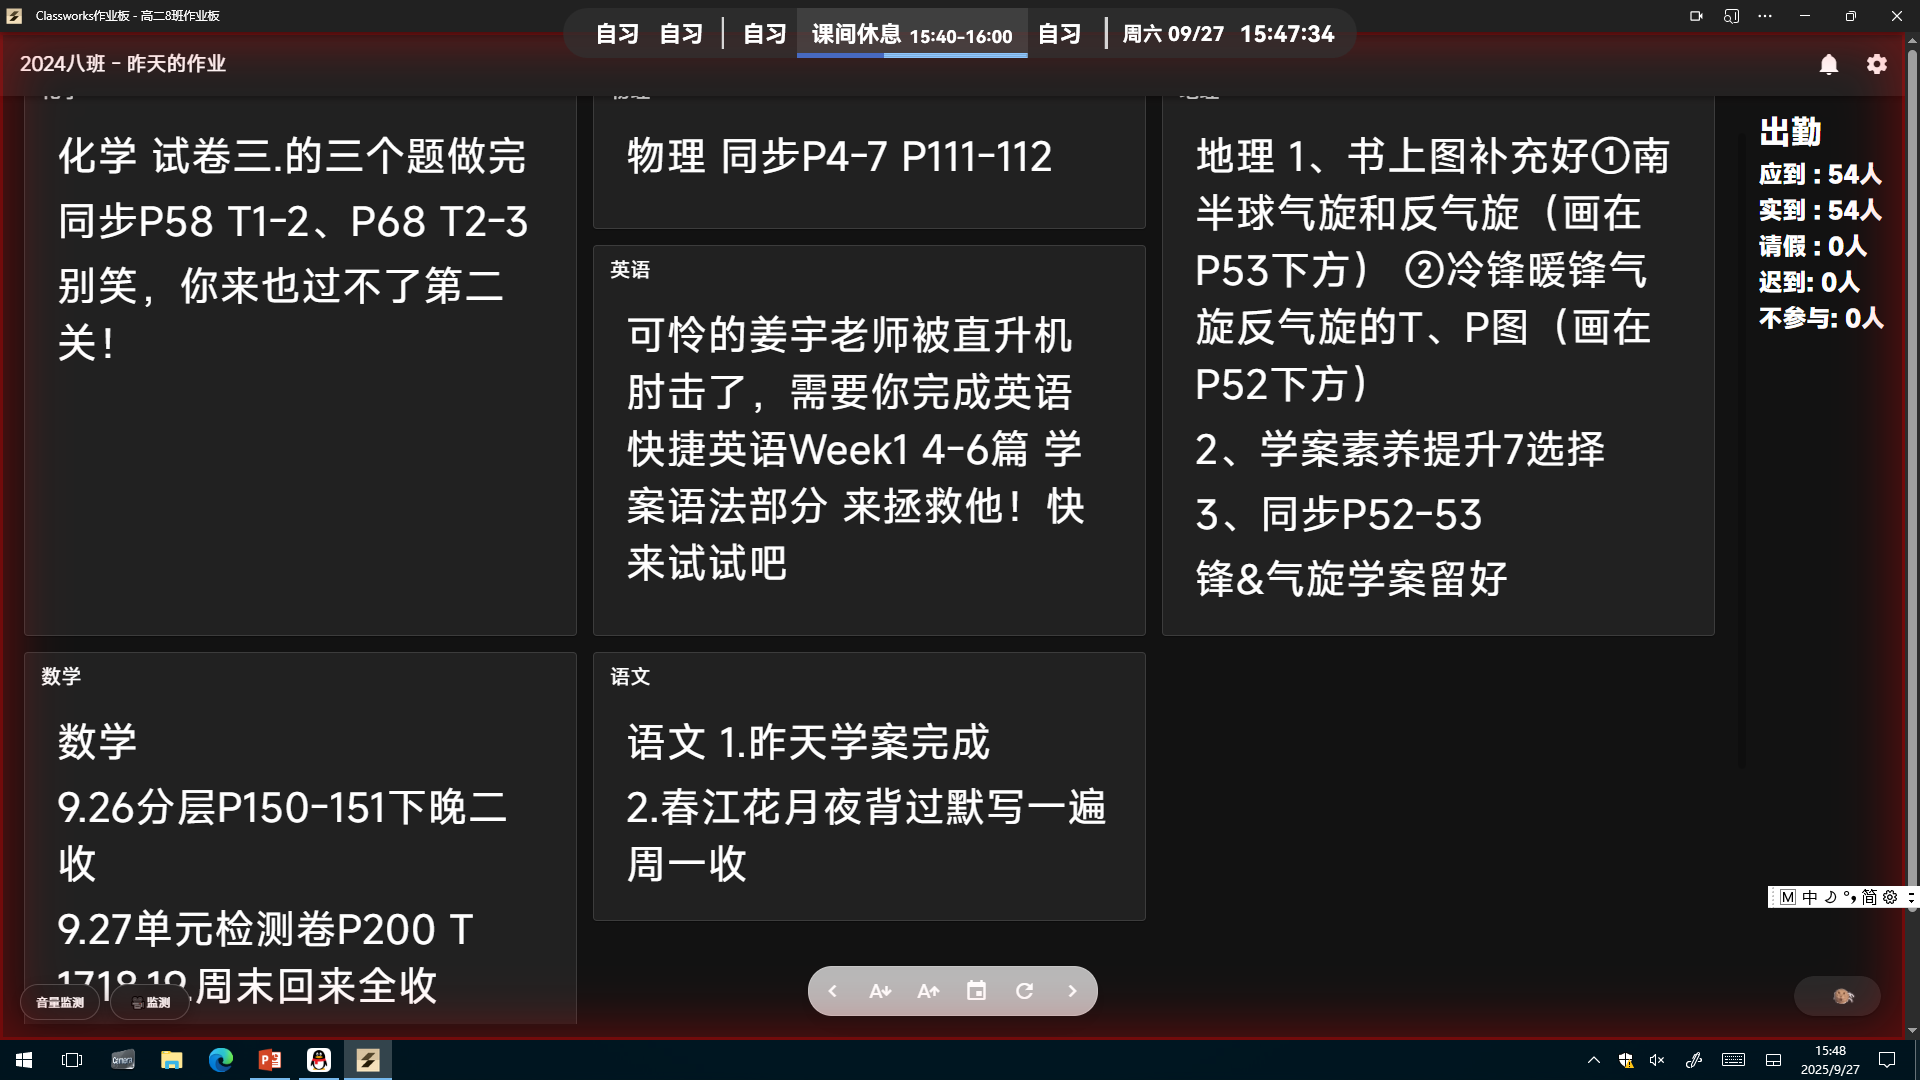 Classworks作业板 - 高二8班作业板
自习 自习 自习 课间休息 15:40-16:00 自习 周六 09/27 15:47:34
2024八班 - 昨天的作业
化学 试卷三.的三个题做完
同步P58 T1-2、P68 T2-3
别笑，你来也过不了第二
关！
物理 同步P4-7 P111-112
英语
可怜的姜宇老师被直升机
肘击了，需要你完成英语
快捷英语Week1 4-6篇 学
案语法部分 来拯救他！快
来试试吧
地理 1、书上图补充好①南
半球气旋和反气旋（画在
P53下方） ②冷锋暖锋气
旋反气旋的T、P图（画在
P52下方）
2、学案素养提升7选择
3、同步P52-53
锋&气旋学案留好
出勤
应到 : 54人
实到 : 54人
请假 : 0人
迟到: 0人
不参与: 0人
数学
数学
9.26分层P150-151下晚二
收
9.27单元检测卷P200 T
1718.19.周末回来全收
语文
语文 1.昨天学案完成
2.春江花月夜背过默写一遍
周一收
音量监测
监测
M 中 简
15:48
2025/9/27